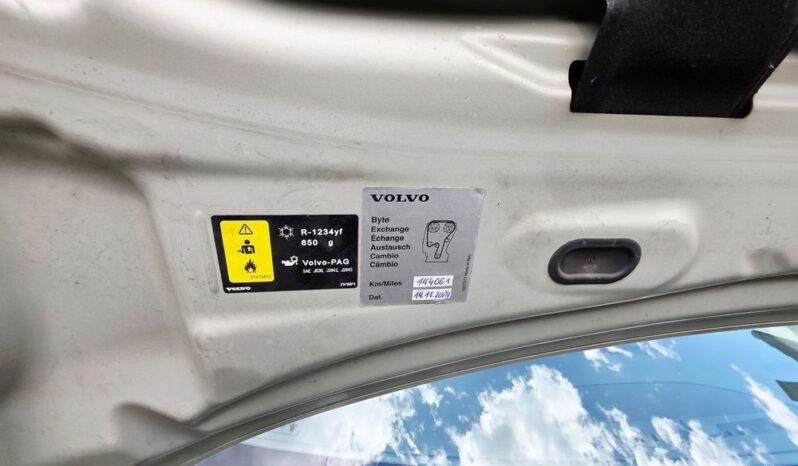 R-1234yf
650 g
Volvo-PAG
VOLVO
VOLVO
Byte
Exchange
Échange
Austausch
Cambio
Câmbio
Km/Miles 144061
Dat. 14.11.2024